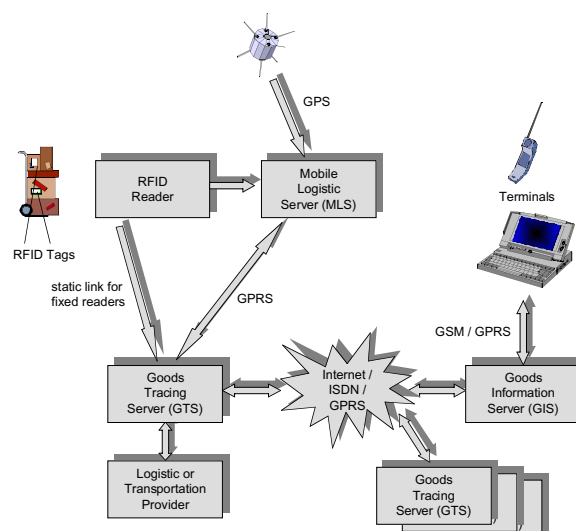 GPS
RFID
Reader
Mobile
Logistic
Server (MLS)
Terminals
RFID Tags
static link for
fixed readers
GPRS
GSM / GPRS
Goods
Tracing
Server (GTS)
Internet /
ISDN /
GPRS
Goods
Information
Server (GIS)
Logistic or
Transportation
Provider
Goods
Tracing
Server (GTS)